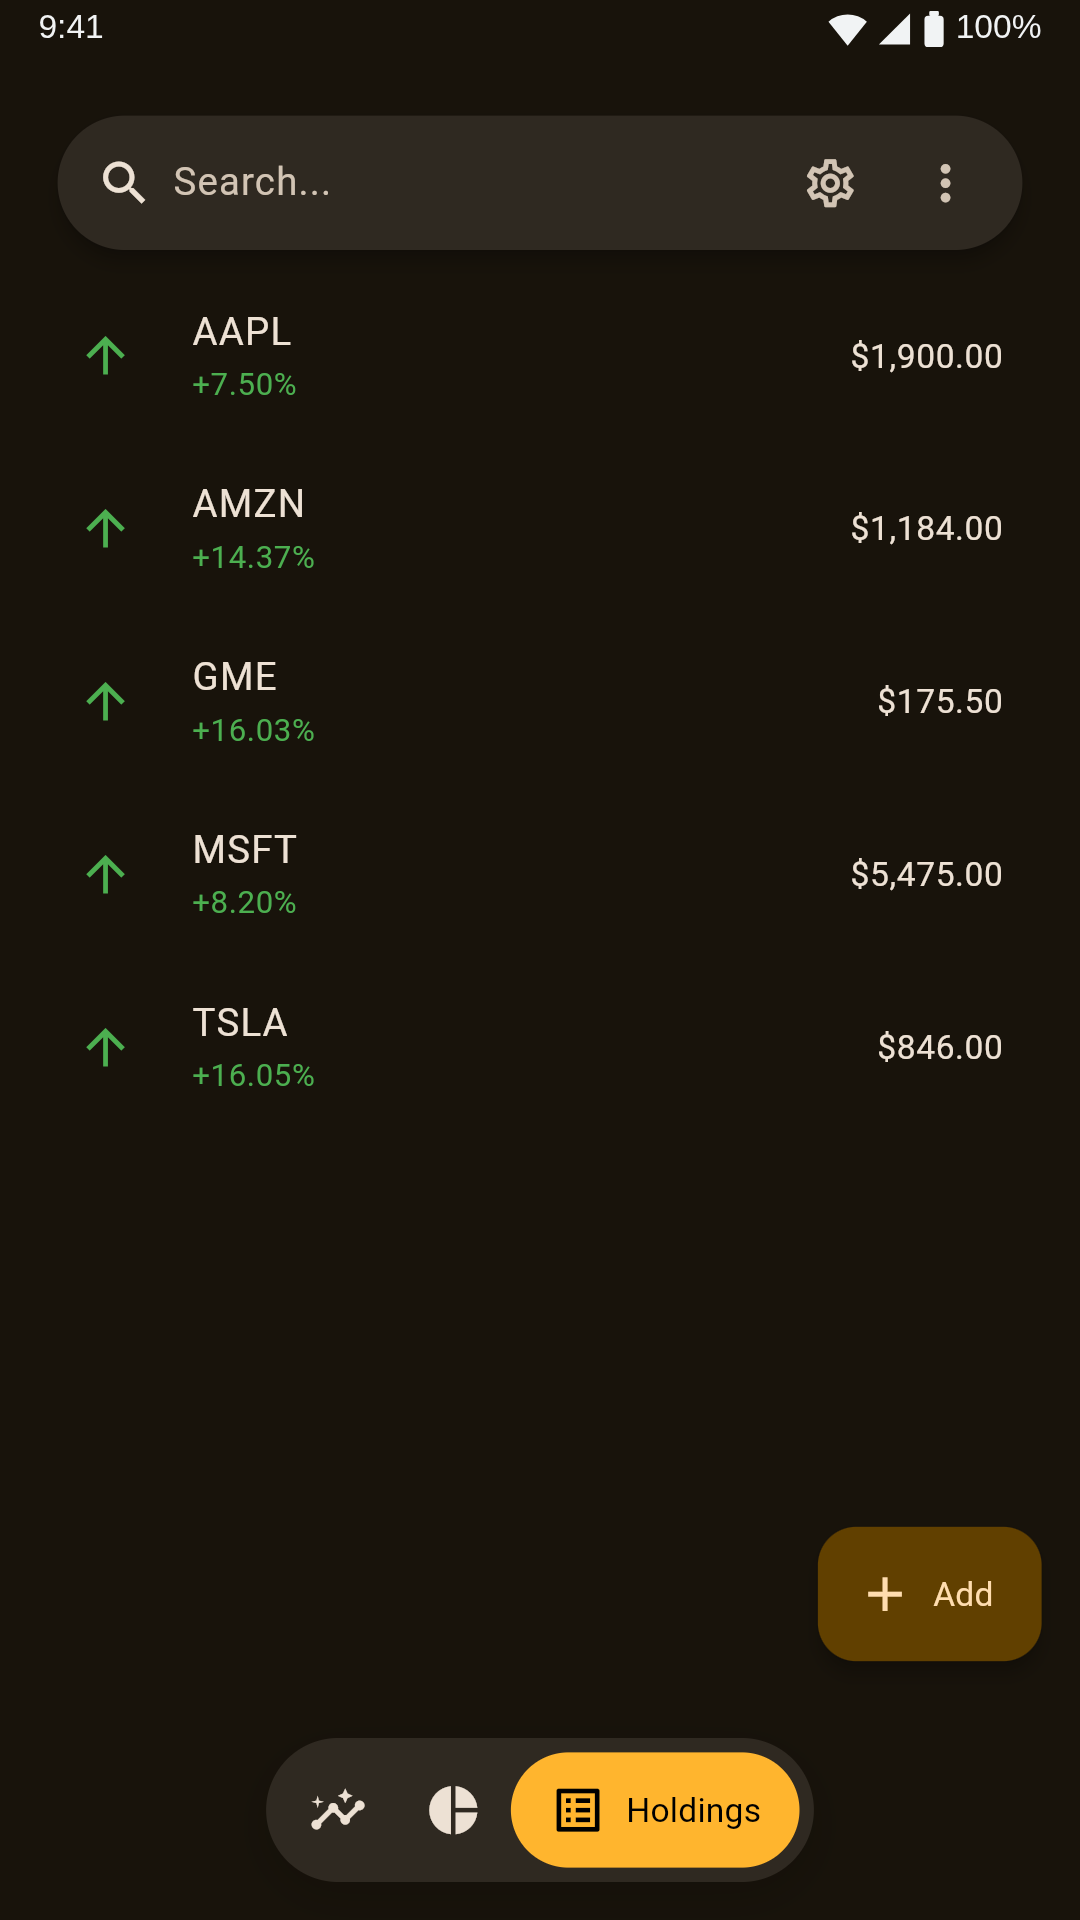 9:41 100%
Search...
AAPL
+7.50%
$1,900.00
AMZN
+14.37%
$1,184.00
GME
+16.03%
$175.50
MSFT
+8.20%
$5,475.00
TSLA
+16.05%
$846.00
Add
Holdings